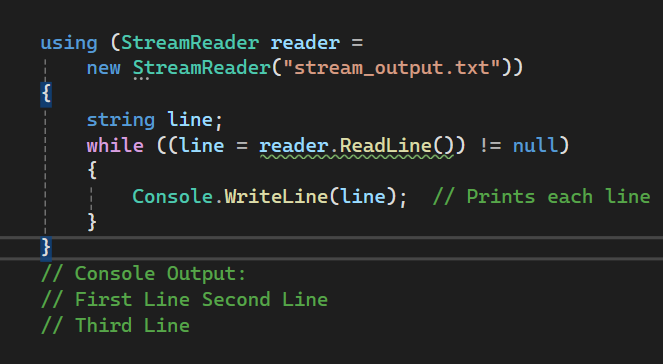 using (StreamReader reader =
    new StreamReader("stream_output.txt"))
{
    string line;
    while ((line = reader.ReadLine()) != null)
    {
        Console.WriteLine(line);  // Prints each line
    }
}
// Console Output:
// First Line Second Line
// Third Line